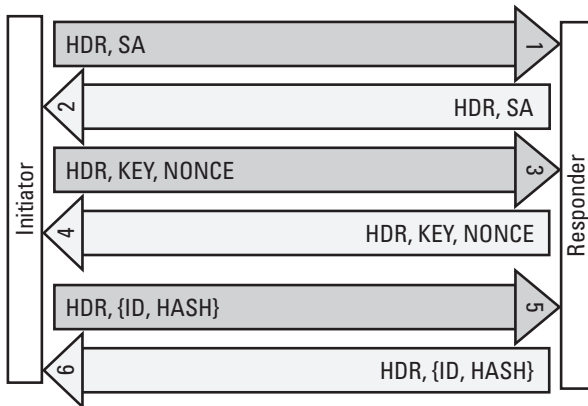 Initiator
HDR, SA
1
2
HDR, SA
HDR, KEY, NONCE
3
4
HDR, KEY, NONCE
HDR, {ID, HASH}
5
6
HDR, {ID, HASH}
Responder